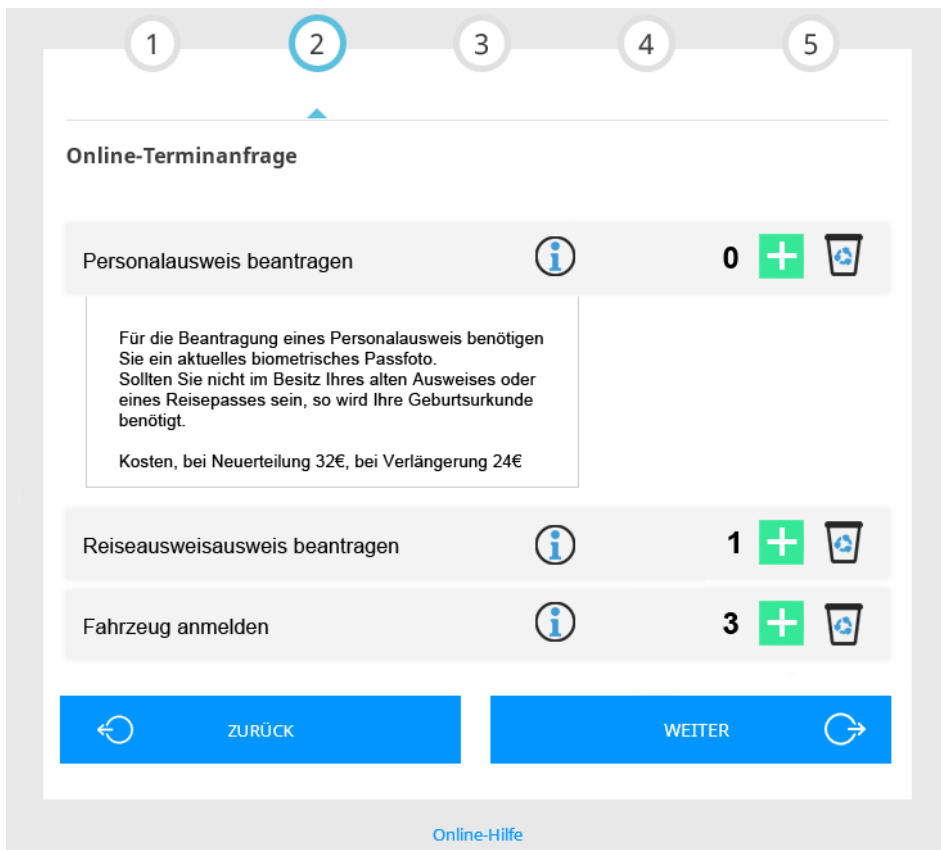 1 2 3 4 5
Online-Terminanfrage
Personalausweis beantragen 0
Für die Beantragung eines Personalausweis benötigen
Sie ein aktuelles biometrisches Passfoto.
Sollten Sie nicht im Besitz Ihres alten Ausweises oder
eines Reisepasses sein, so wird Ihre Geburtsurkunde
benötigt.
Kosten, bei Neuerteilung 32€, bei Verlängerung 24€
Reiseausweisausweis beantragen 1
Fahrzeug anmelden 3
ZURÜCK WEITER
Online-Hilfe